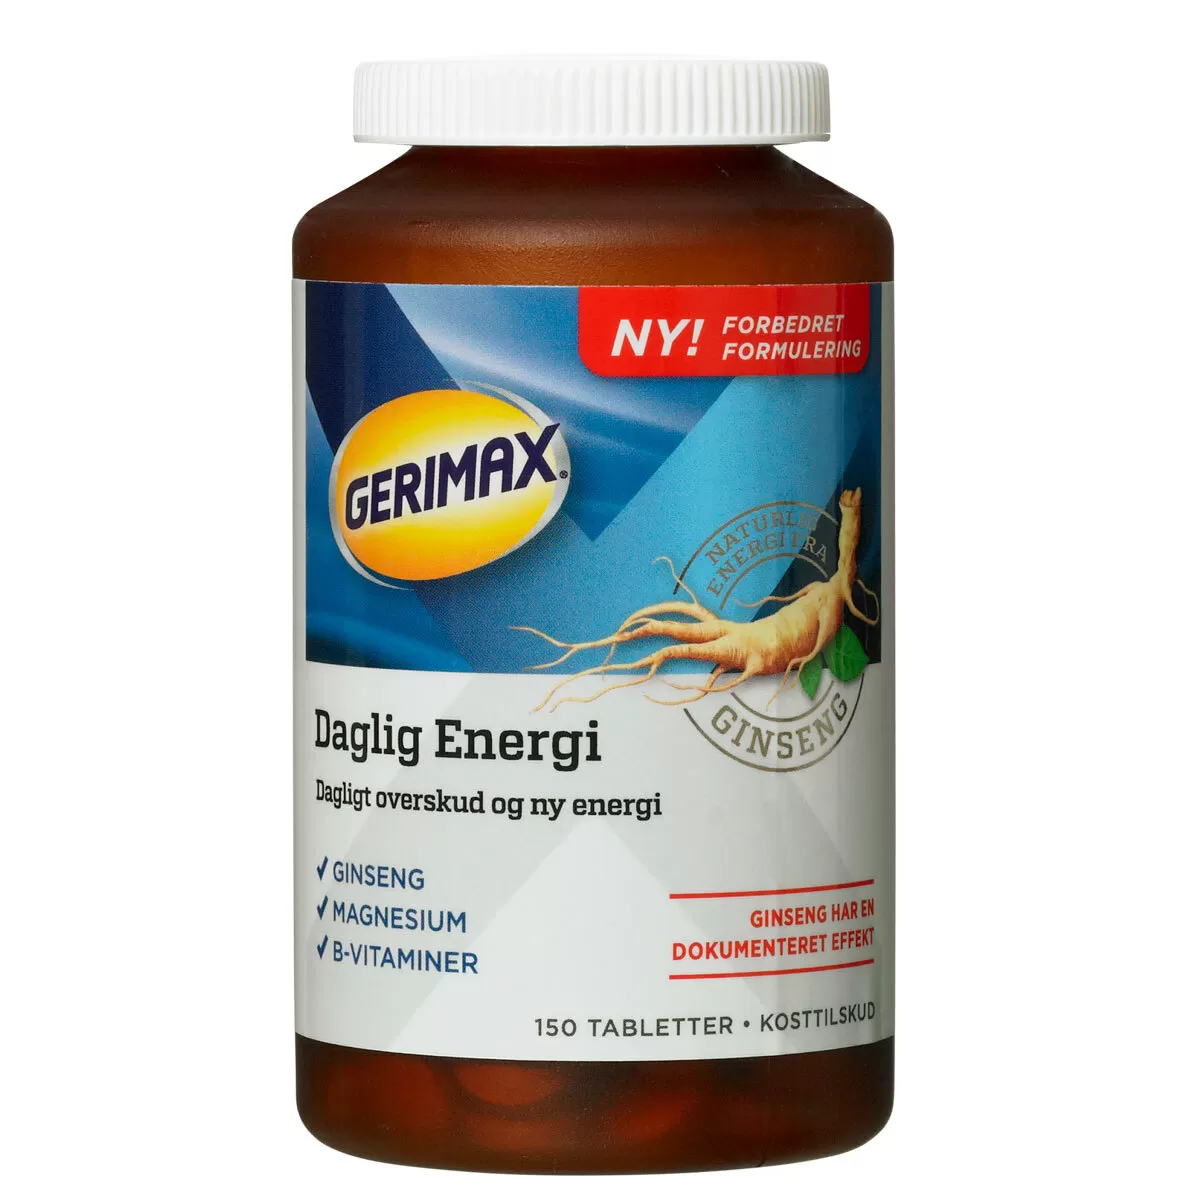 NY! FORBEDRET
FORMULERING
GERIMAX®
NATURLIG
ENERGI FRA
GINSENG
Daglig Energi
Dagligt overskud og ny energi
✓ GINSENG
✓ MAGNESIUM
✓ B-VITAMINER
GINSENG HAR EN
DOKUMENTERET EFFEKT
150 TABLETTER • KOSTTILSKUD